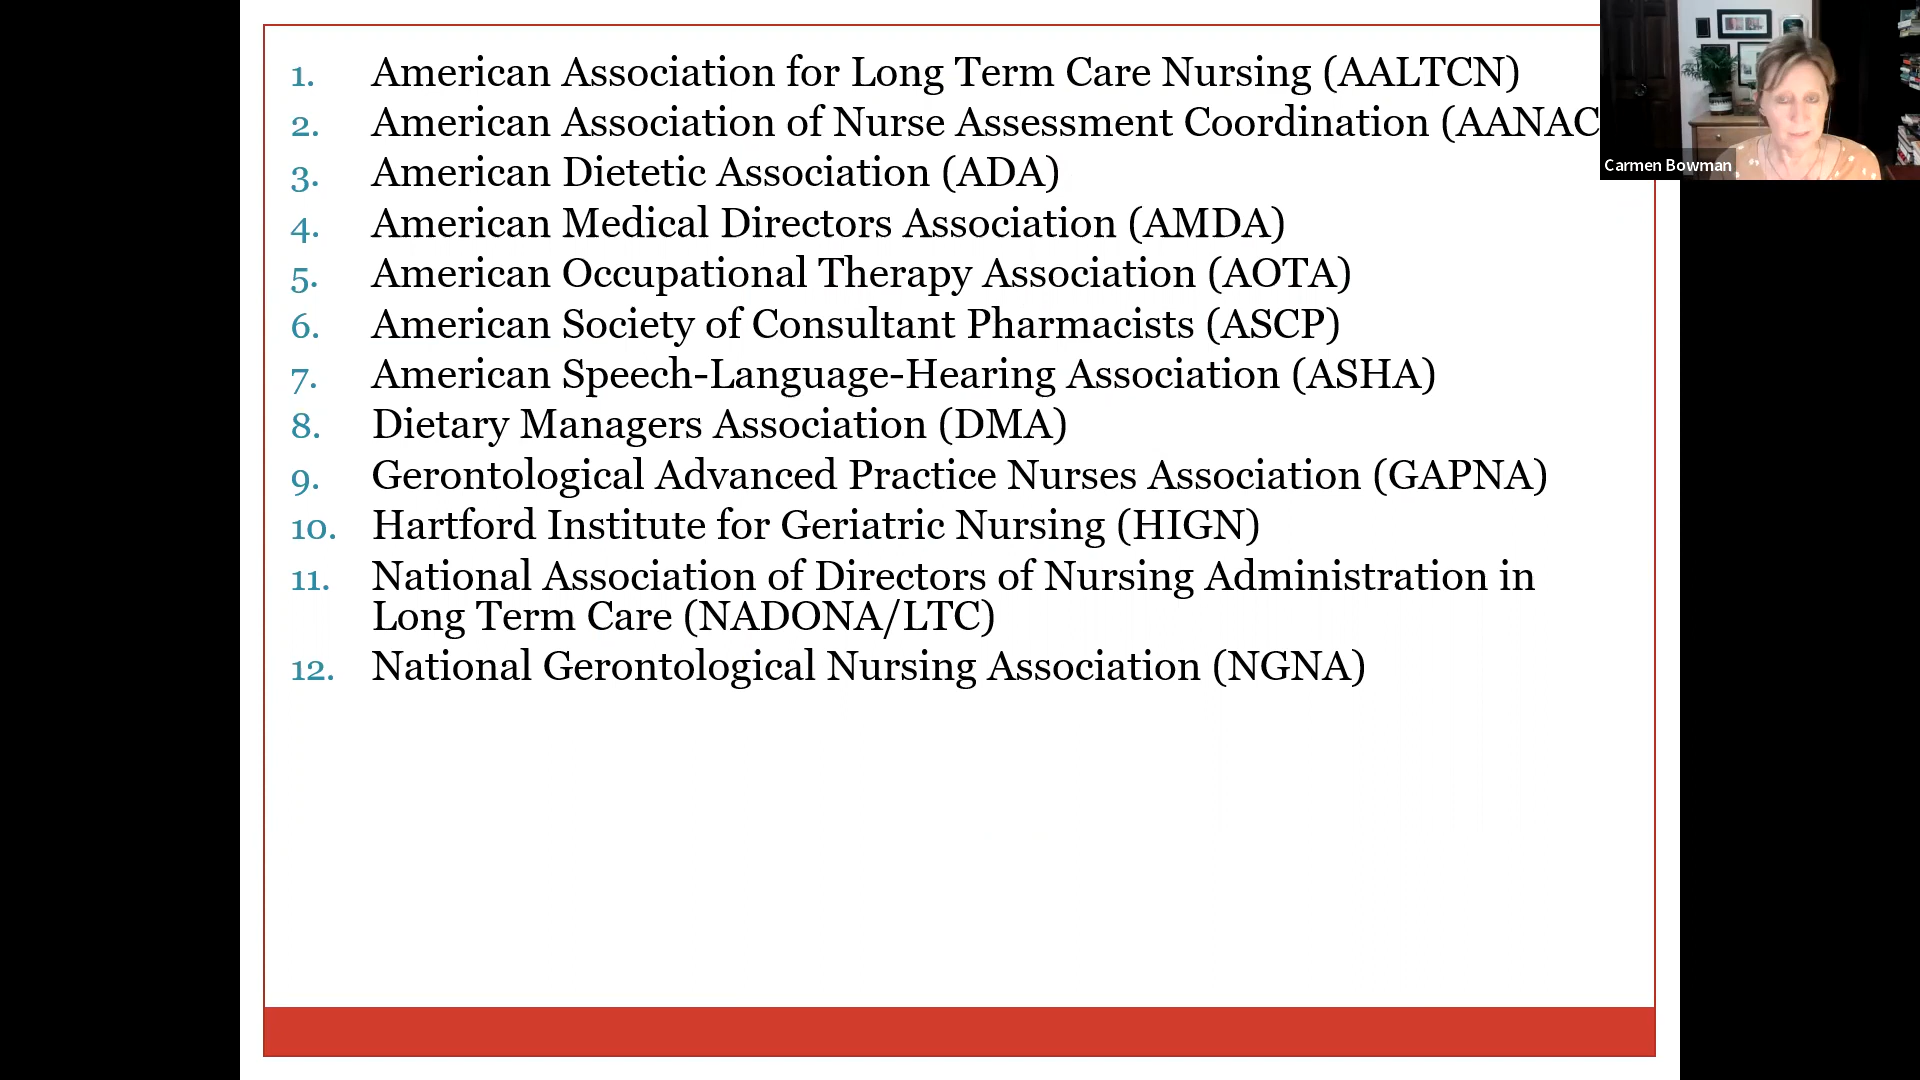 1. American Association for Long Term Care Nursing (AALTCN)
2. American Association of Nurse Assessment Coordination (AANAC
3. American Dietetic Association (ADA)
4. American Medical Directors Association (AMDA)
5. American Occupational Therapy Association (AOTA)
6. American Society of Consultant Pharmacists (ASCP)
7. American Speech-Language-Hearing Association (ASHA)
8. Dietary Managers Association (DMA)
9. Gerontological Advanced Practice Nurses Association (GAPNA)
10. Hartford Institute for Geriatric Nursing (HIGN)
11. National Association of Directors of Nursing Administration in
Long Term Care (NADONA/LTC)
12. National Gerontological Nursing Association (NGNA)
Carmen Bowman